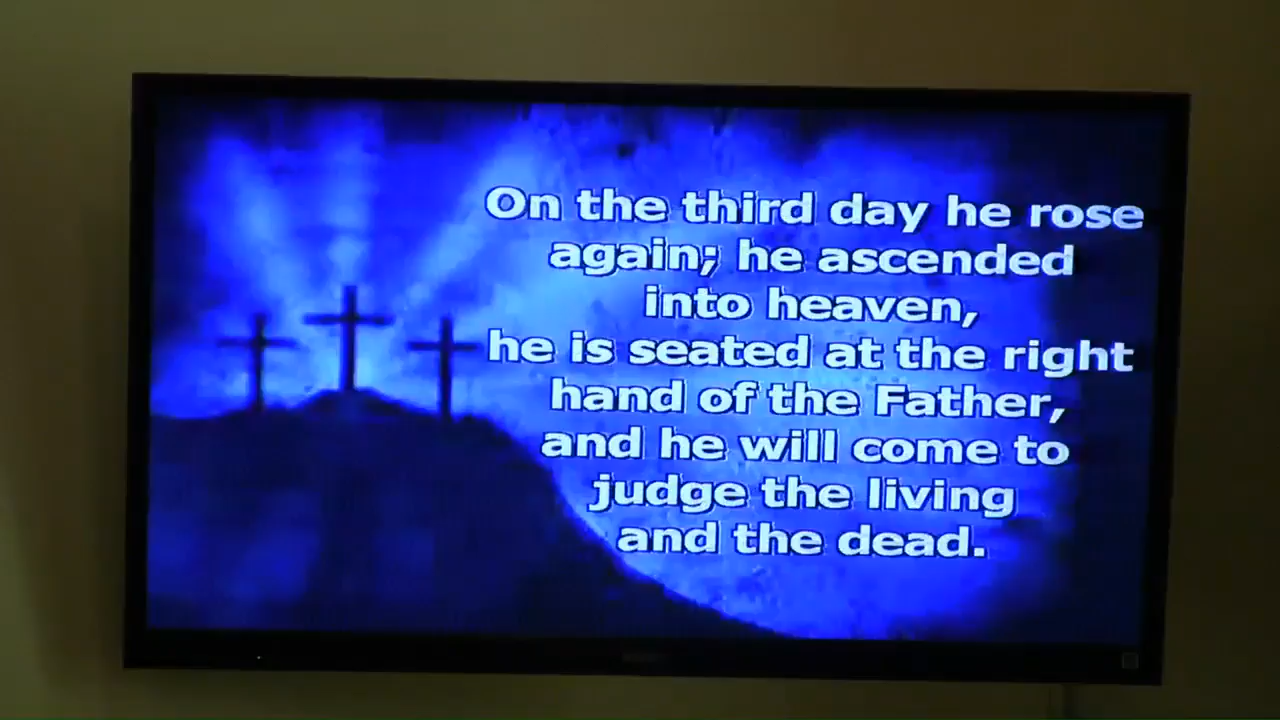 On the third day he rose
again; he ascended
into heaven,
he is seated at the right
hand of the Father,
and he will come to
judge the living
and the dead.